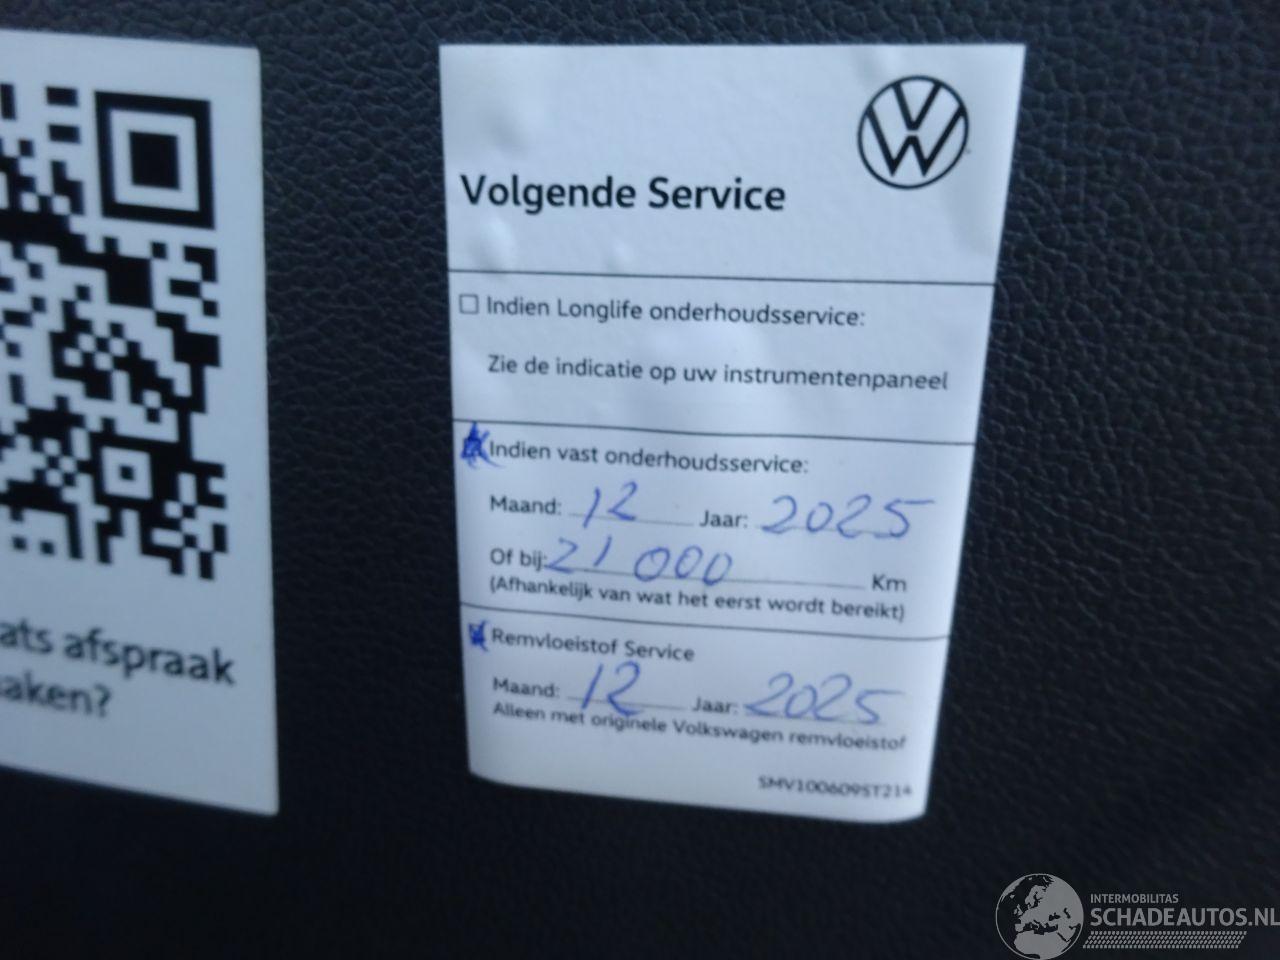 ats afspraak
aken?
Volgende Service
Indien Longlife onderhoudsservice:
Zie de indicatie op uw instrumentenpaneel
Indien vast onderhoudsservice:
Maand: 12 Jaar: 2025
Of bij: 21 000 Km
(Afhankelijk van wat het eerst wordt bereikt)
Remvloeistof Service
Maand: 12 Jaar: 2025
Alleen met originele Volkswagen remvloeistof
SMV1006095T214
INTERMOBILITAS
SCHADEAUTOS.NL